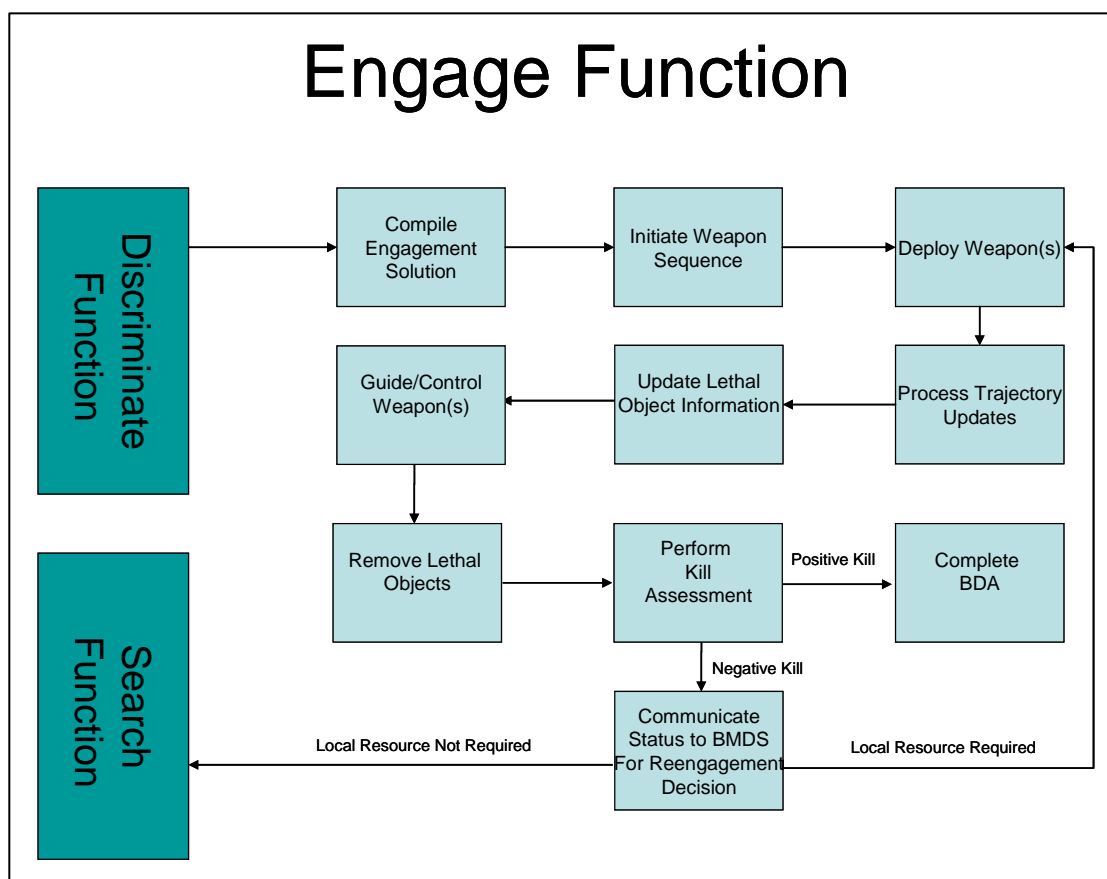 Engage Function
Discriminate
Function
Compile
Engagement
Solution
Initiate Weapon
Sequence
Deploy Weapon(s)
Guide/Control
Weapon(s)
Update Lethal
Object Information
Process Trajectory
Updates
Search
Function
Remove Lethal
Objects
Perform
Kill
Assessment
Positive Kill
Complete
BDA
Negative Kill
Communicate
Status to BMDS
For Reengagement
Decision
Local Resource Not Required
Local Resource Required